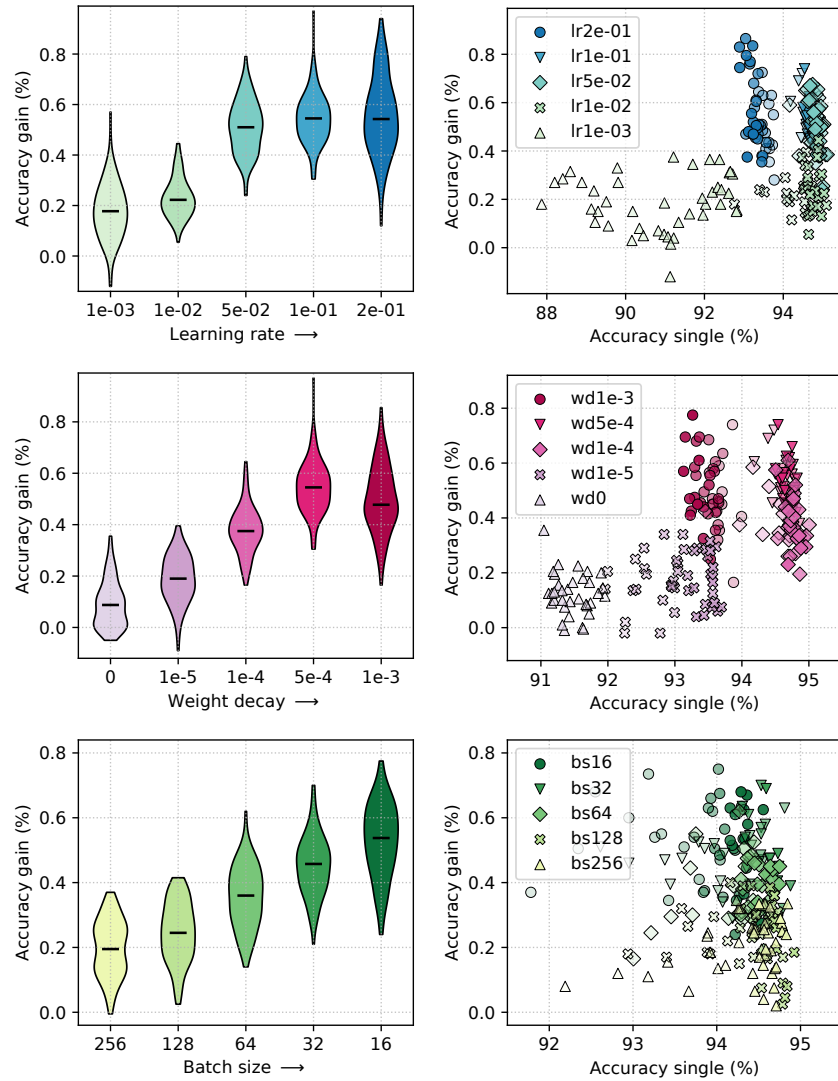 0.8
0.6
0.4
0.2
0.0
Accuracy gain (%)
1e-03 1e-02 5e-02 1e-01 2e-01
Learning rate →
lr2e-01
lr1e-01
lr5e-02
lr1e-02
lr1e-03
0.8
0.6
0.4
0.2
0.0
Accuracy gain (%)
88 90 92 94
Accuracy single (%)
0.8
0.6
0.4
0.2
0.0
Accuracy gain (%)
0 1e-5 1e-4 5e-4 1e-3
Weight decay →
wd1e-3
wd5e-4
wd1e-4
wd1e-5
wd0
0.8
0.6
0.4
0.2
0.0
Accuracy gain (%)
91 92 93 94 95
Accuracy single (%)
0.8
0.6
0.4
0.2
0.0
Accuracy gain (%)
256 128 64 32 16
Batch size →
bs16
bs32
bs64
bs128
bs256
0.8
0.6
0.4
0.2
0.0
Accuracy gain (%)
92 93 94 95
Accuracy single (%)